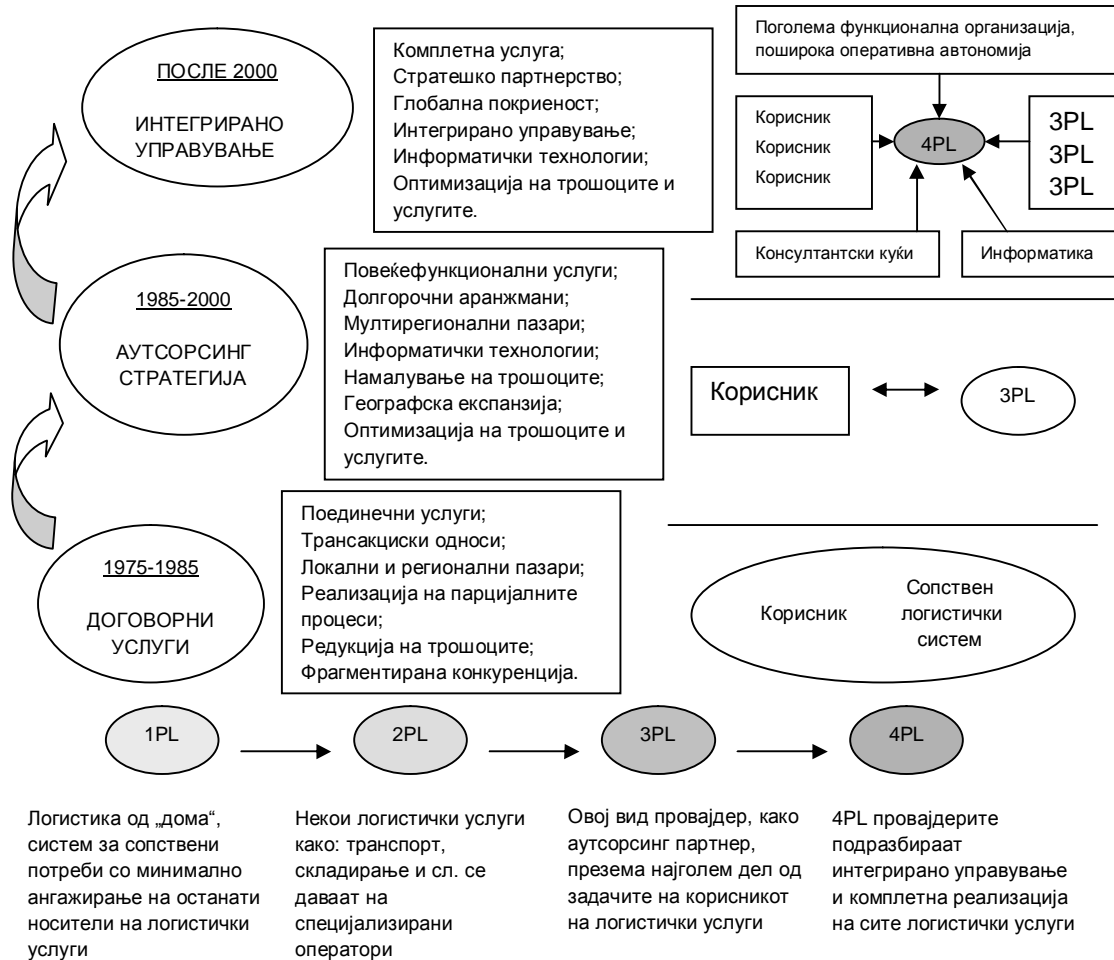 ПОСЛЕ 2000
ИНТЕГРИРАНО
УПРАВУВАЊЕ
Комплетна услуга;
Стратешко партнерство;
Глобална покриеност;
Интегрирано управување;
Информатички технологии;
Оптимизација на трошоците и
услугите.
Поголема функционална организација,
поширока оперативна автономија
Корисник
Корисник
Корисник
4PL
3PL
3PL
3PL
Консултантски куќи
Информатика
1985-2000
АУТСОРСИНГ
СТРАТЕГИЈА
Повеќефункционални услуги;
Долгорочни аранжмани;
Мултирегионални пазари;
Информатички технологии;
Намалување на трошоците;
Географска експанзија;
Оптимизација на трошоците и
услугите.
Корисник
3PL
1975-1985
ДОГОВОРНИ
УСЛУГИ
Поединечни услуги;
Трансакциски односи;
Локални и регионални пазари;
Реализација на парцијалните
процеси;
Редукција на трошоците;
Фрагментирана конкуренција.
Корисник
Сопствен
логистички
систем
1PL
2PL
3PL
4PL
Логистика од „дома“,
систем за сопствени
потреби со минимално
ангажирање на останати
носители на логистички
услуги
Некои логистички услуги
како: транспорт,
складирање и сл. се
даваат на
специјализирани
оператори
Овој вид провајдер, како
аутсорсинг партнер,
презема најголем дел од
задачите на корисникот
на логистички услуги
4PL провајдерите
подразбираат
интегрирано управување
и комплетна реализација
на сите логистички услуги